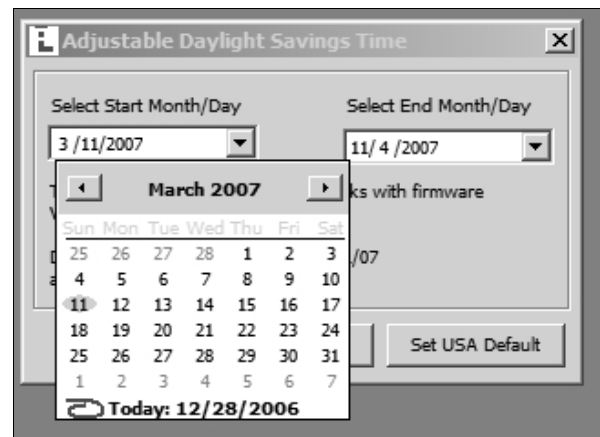 Adjustable Daylight Savings Time
Select Start Month/Day Select End Month/Day
3 /11/2007 11/ 4 /2007
March 2007
ks with firmware
Sun Mon Tue Wed Thu Fri Sat
25 26 27 28 1 2 3
/07
4 5 6 7 8 9 10
11 12 13 14 15 16 17
18 19 20 21 22 23 24
Set USA Default
25 26 27 28 29 30 31
1 2 3 4 5 6 7
Today: 12/28/2006